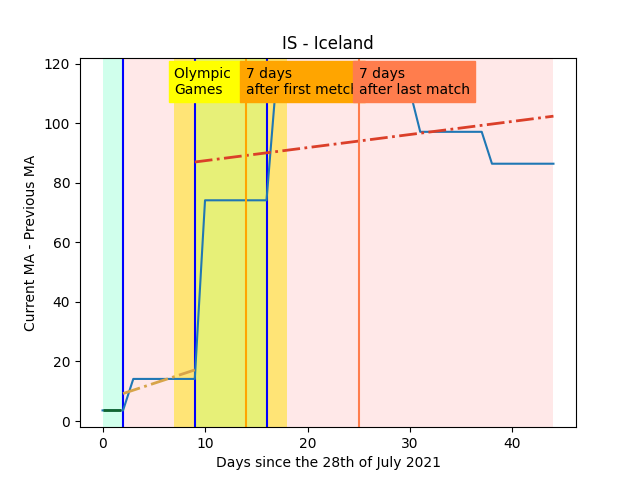 IS - Iceland
Olympic
Games
7 days
after first metcl
7 days
after last match
Current MA - Previous MA
120
100
80
60
40
20
0
0
10
20
30
40
Days since the 28th of July 2021